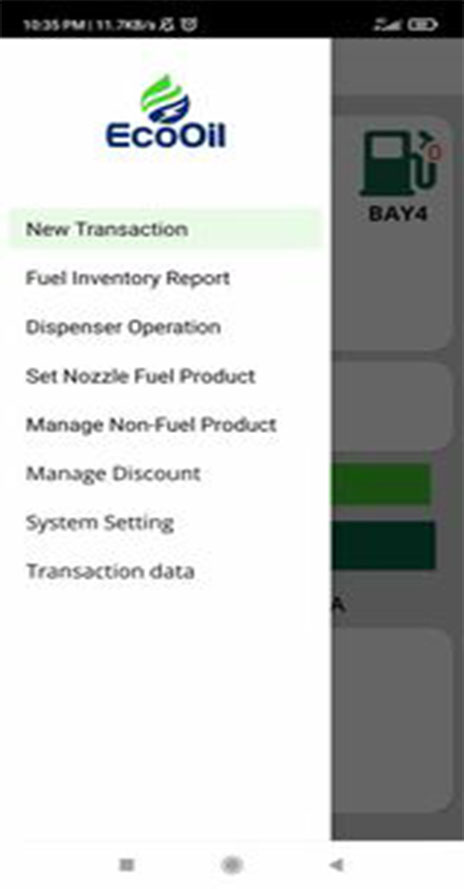 10:35 PM | 11.7KB/s
EcoOil
0
BAY4
New Transaction
Fuel Inventory Report
Dispenser Operation
Set Nozzle Fuel Product
Manage Non-Fuel Product
Manage Discount
System Setting
Transaction data
A